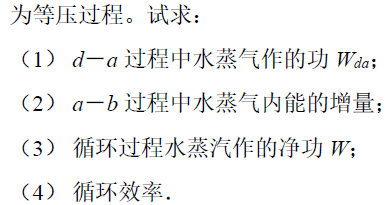 为等压过程。试求：
（1） d－a 过程中水蒸气作的功 Wda；
（2） a－b 过程中水蒸气内能的增量；
（3） 循环过程水蒸汽作的净功 W；
（4） 循环效率．